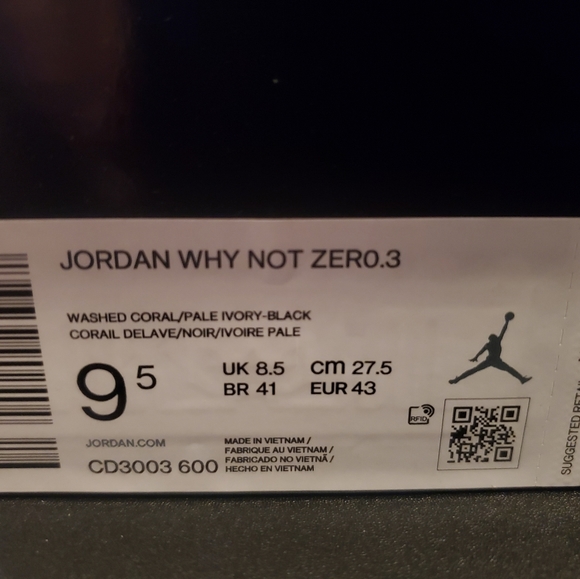 JORDAN WHY NOT ZER0.3
WASHED CORAL/PALE IVORY-BLACK
CORAIL DELAVE/NOIR/IVOIRE PALE
9 5
UK 8.5 cm 27.5
BR 41 EUR 43
RFID
JORDAN.COM
CD3003 600
MADE IN VIETNAM /
FABRIQUE AU VIETNAM /
FABRICADO NO VIETNÃ /
HECHO EN VIETNAM
SUGGESTED